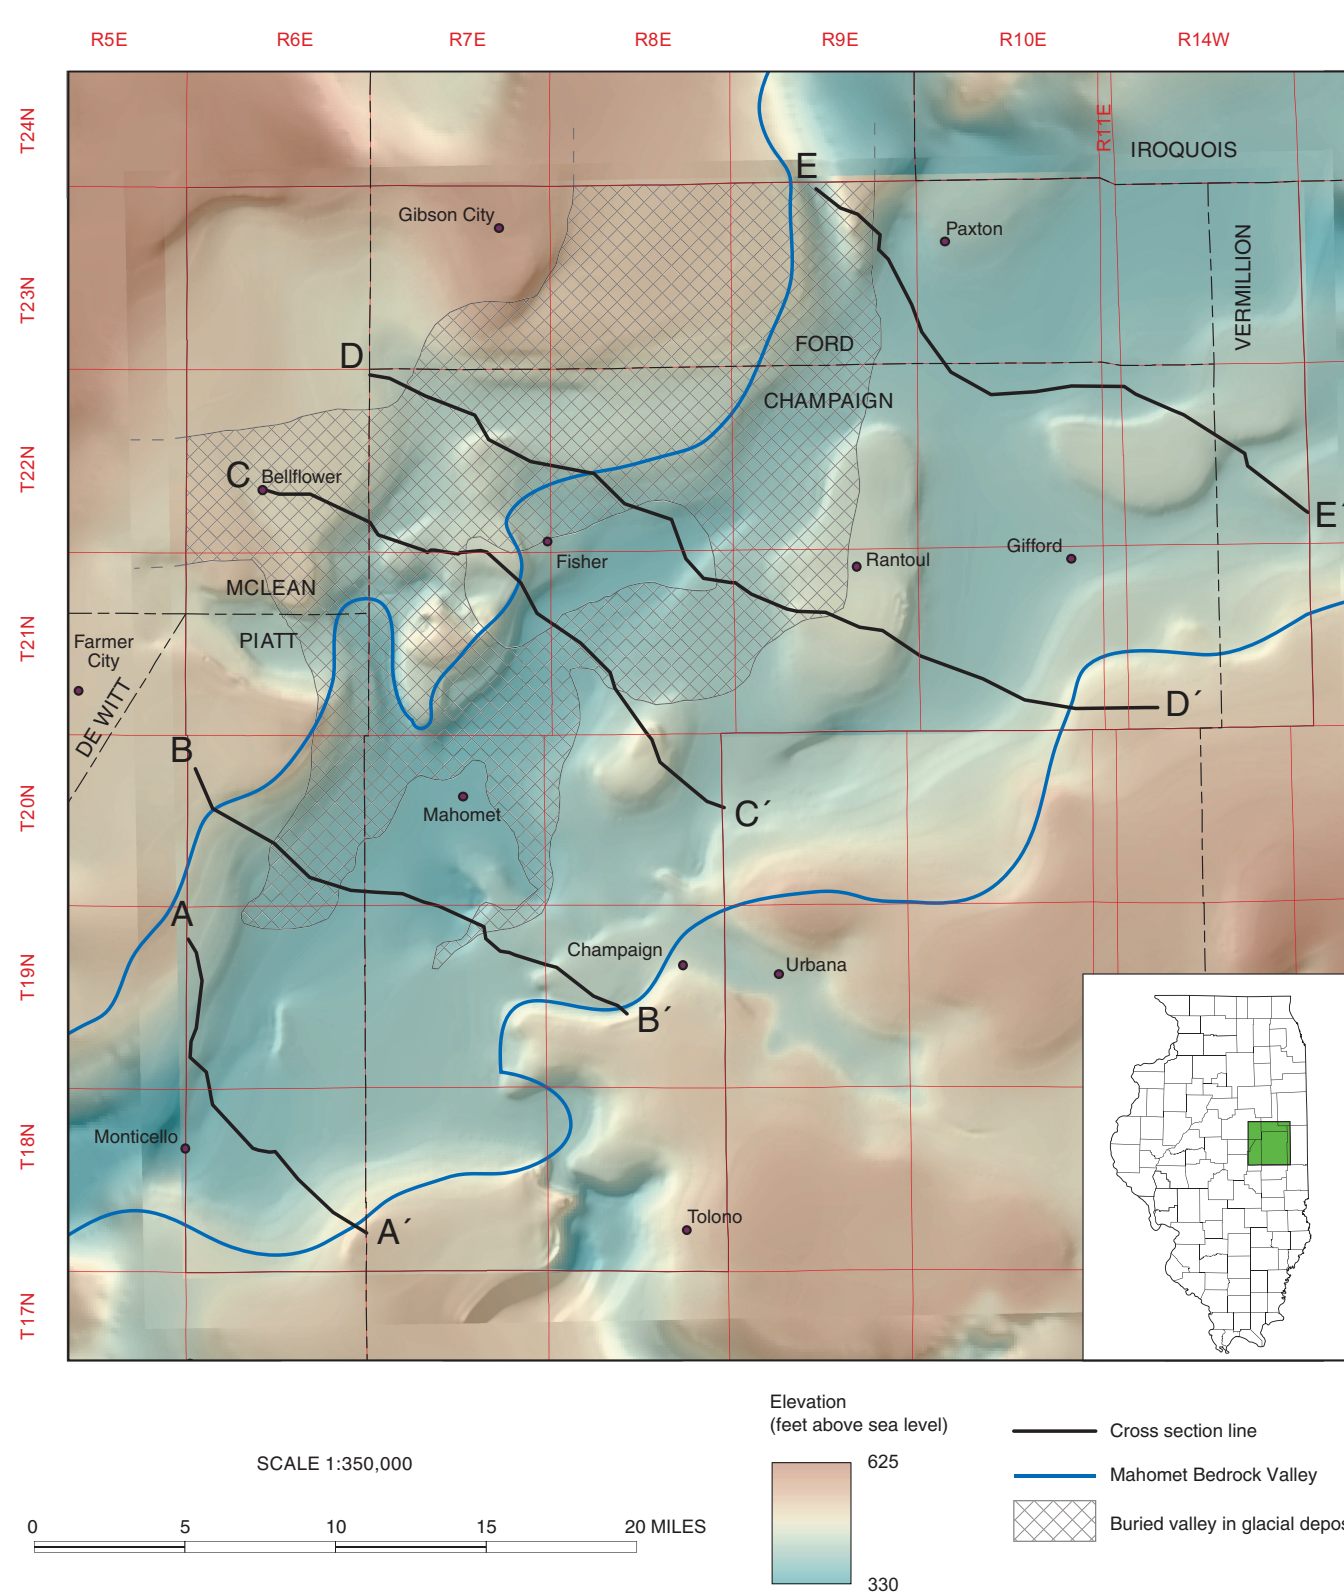 R5E R6E R7E R8E R9E R10E R14W
T24N
R11E
IROQUOIS
E
Gibson City
Paxton
VERMILLION
T23N
FORD
D
CHAMPAIGN
T22N
C Bellflower
E´
Fisher
Rantoul
Gifford
MCLEAN
PIATT
T21N
Farmer
City
DE WITT
D´
B
T20N
Mahomet
C´
A
T19N
Champaign
Urbana
B´
Monticello
T18N
Tolono
A´
T17N
Elevation
(feet above sea level)
625
330
Cross section line
Mahomet Bedrock Valley
Buried valley in glacial depos
SCALE 1:350,000
0 5 10 15 20 MILES